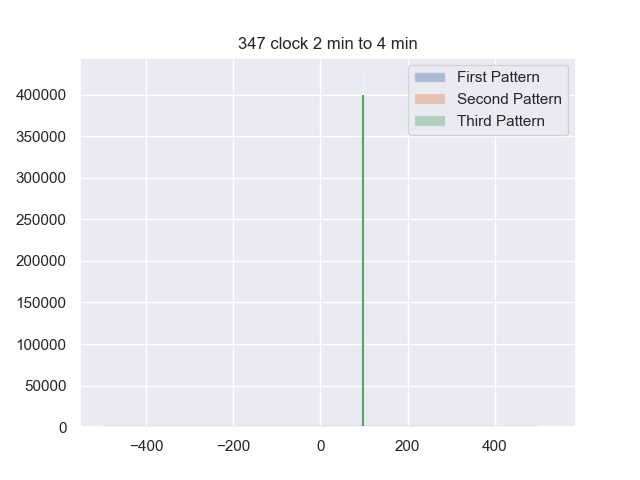 347 clock 2 min to 4 min
First Pattern
Second Pattern
Third Pattern
400000
350000
300000
250000
200000
150000
100000
50000
0
−400 −200 0 200 400